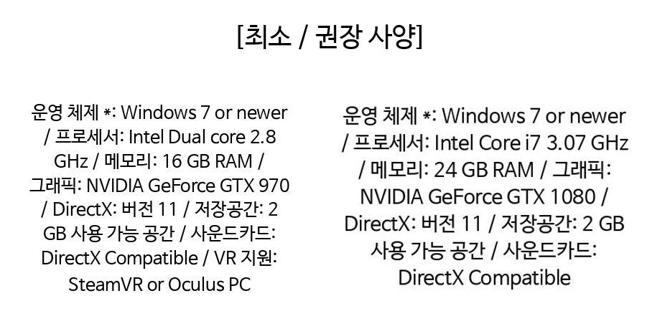 [최소 / 권장 사양]
운영 체제 *: Windows 7 or newer
/ 프로세서: Intel Dual core 2.8
GHz / 메모리: 16 GB RAM /
그래픽: NVIDIA GeForce GTX 970
/ DirectX: 버전 11 / 저장공간: 2
GB 사용 가능 공간 / 사운드카드:
DirectX Compatible / VR 지원:
SteamVR or Oculus PC
운영 체제 *: Windows 7 or newer
/ 프로세서: Intel Core i7 3.07 GHz
/ 메모리: 24 GB RAM / 그래픽:
NVIDIA GeForce GTX 1080 /
DirectX: 버전 11 / 저장공간: 2 GB
사용 가능 공간 / 사운드카드:
DirectX Compatible